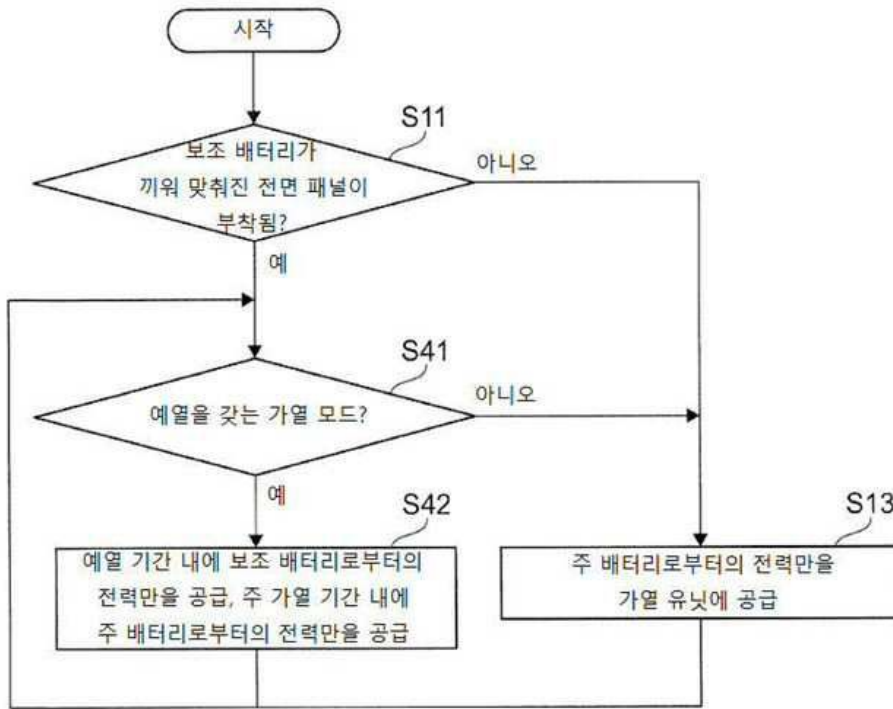 시작
S11
보조 배터리가
끼워 맞춰진 전면 패널이
부착됨?
아니오
예
S41
예열을 갖는 가열 모드?
아니오
예
S42
예열 기간 내에 보조 배터리로부터의
전력만을 공급, 주 가열 기간 내에
주 배터리로부터의 전력만을 공급
S13
주 배터리로부터의 전력만을
가열 유닛에 공급